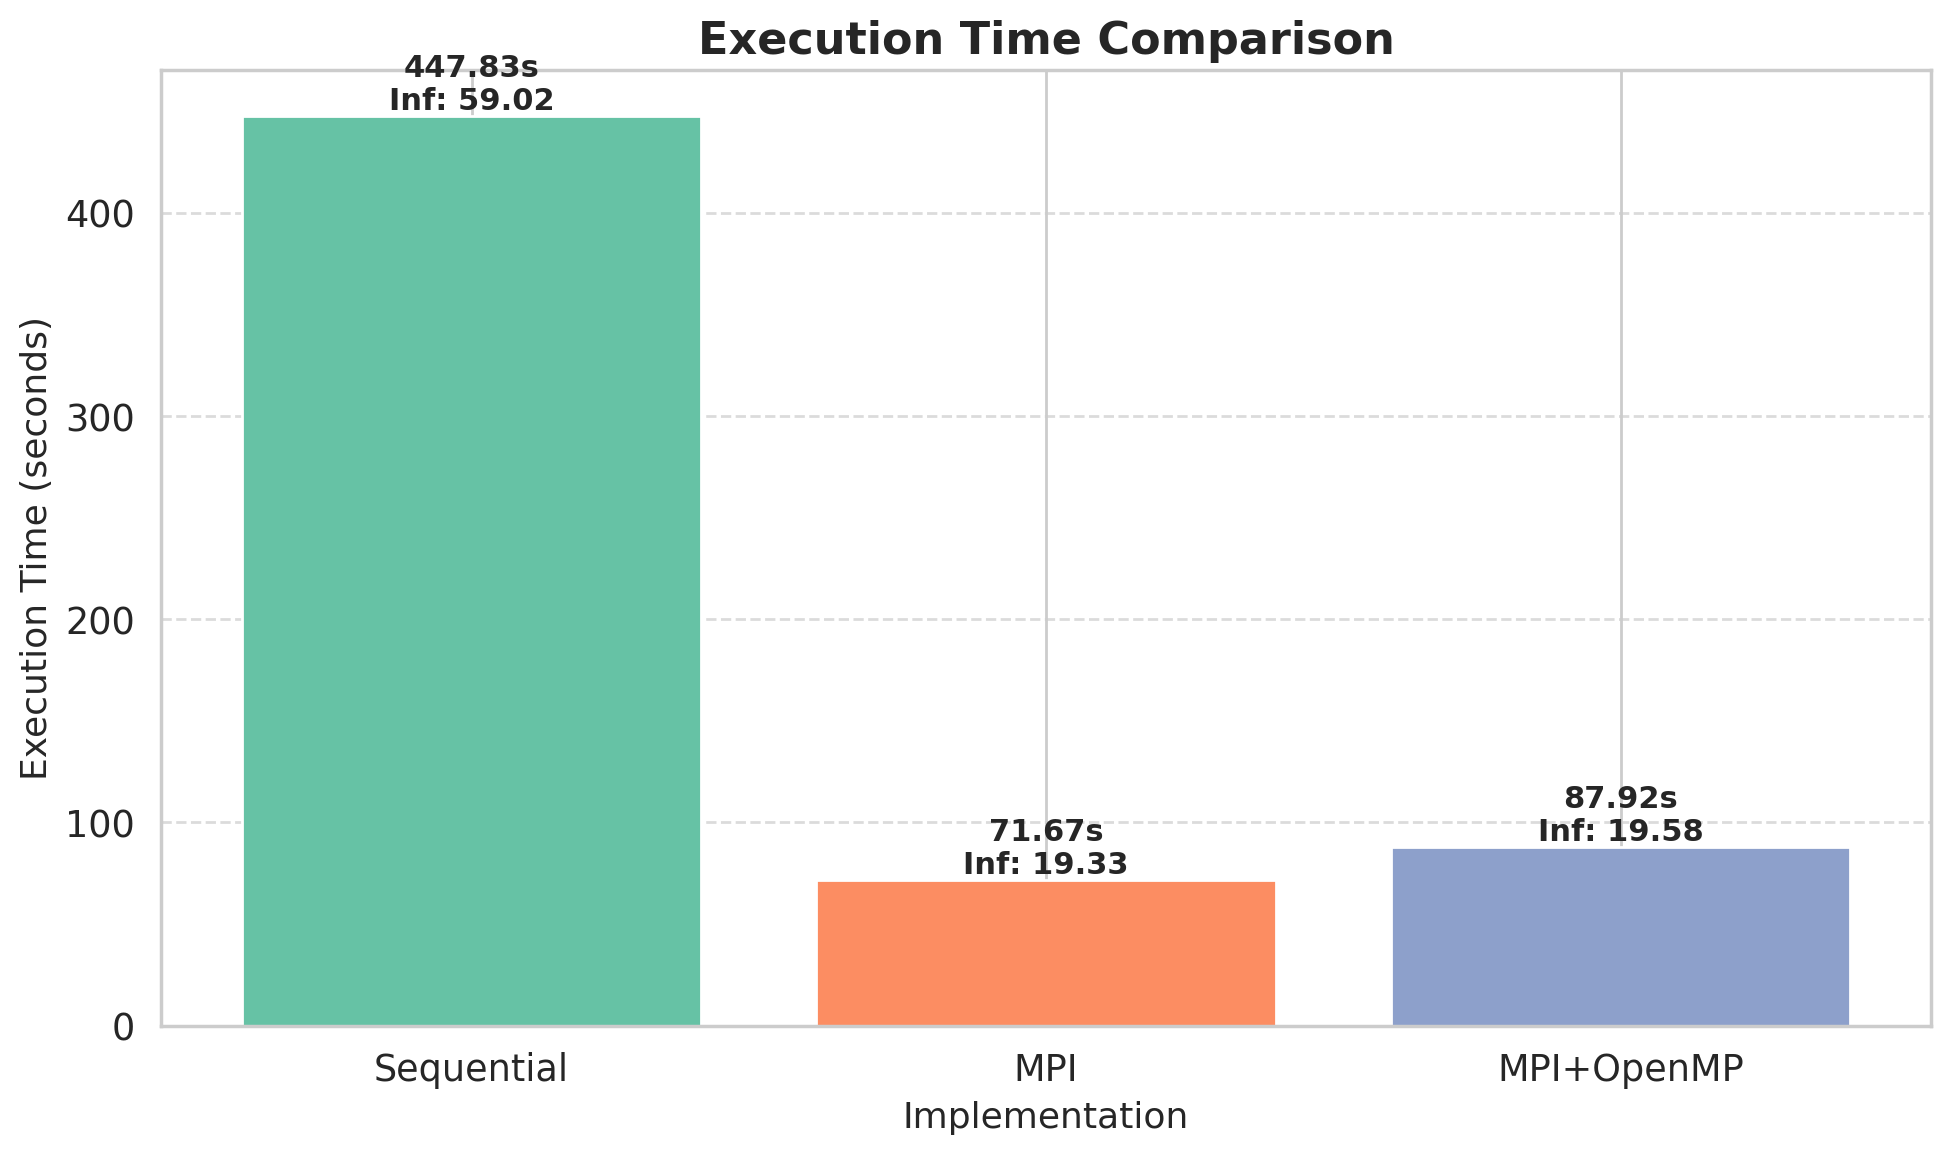 Execution Time Comparison
447.83s
Inf: 59.02
400
300
200
100
0
Execution Time (seconds)
71.67s
Inf: 19.33
87.92s
Inf: 19.58
Sequential
MPI
MPI+OpenMP
Implementation